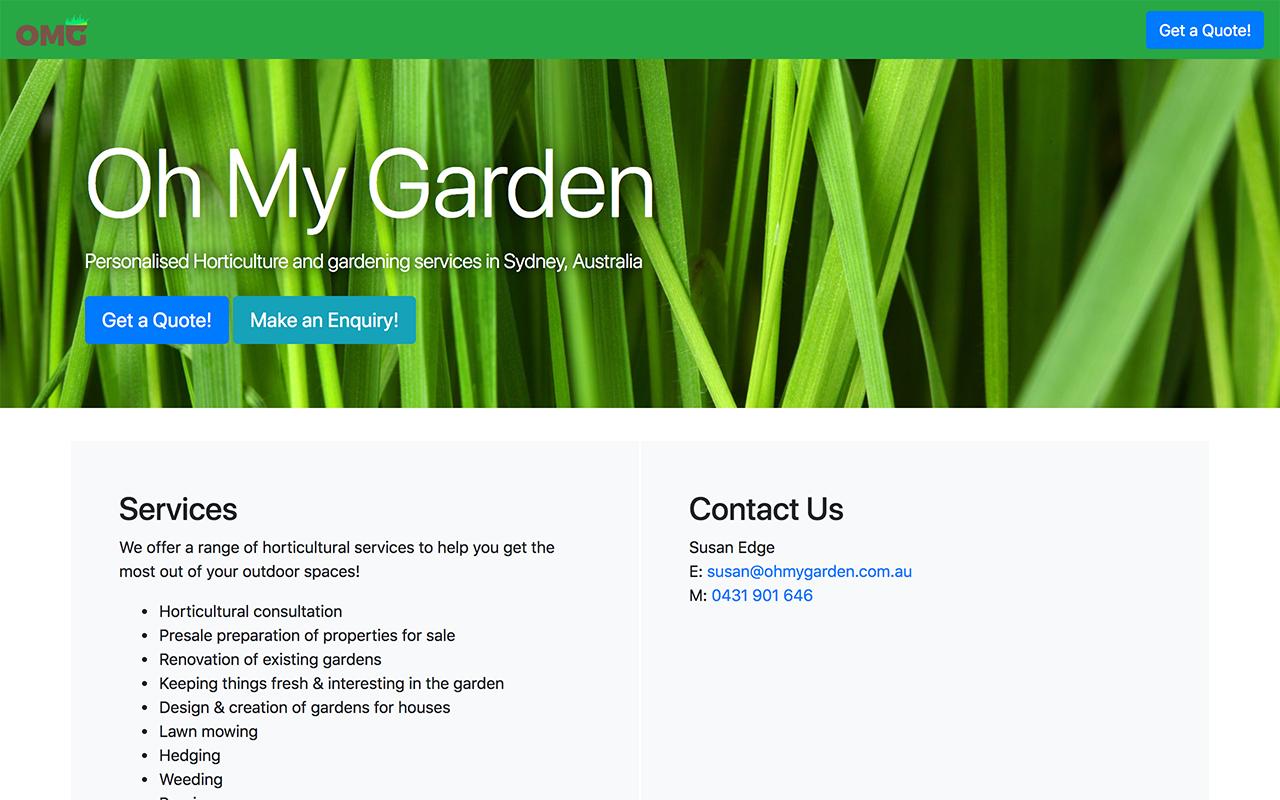 OMG
Get a Quote!
Oh My Garden
Personalised Horticulture and gardening services in Sydney, Australia
Get a Quote! Make an Enquiry!
Services
We offer a range of horticultural services to help you get the
most out of your outdoor spaces!
• Horticultural consultation
• Presale preparation of properties for sale
• Renovation of existing gardens
• Keeping things fresh & interesting in the garden
• Design & creation of gardens for houses
• Lawn mowing
• Hedging
• Weeding
Contact Us
Susan Edge
E: susan@ohmygarden.com.au
M: 0431 901 646